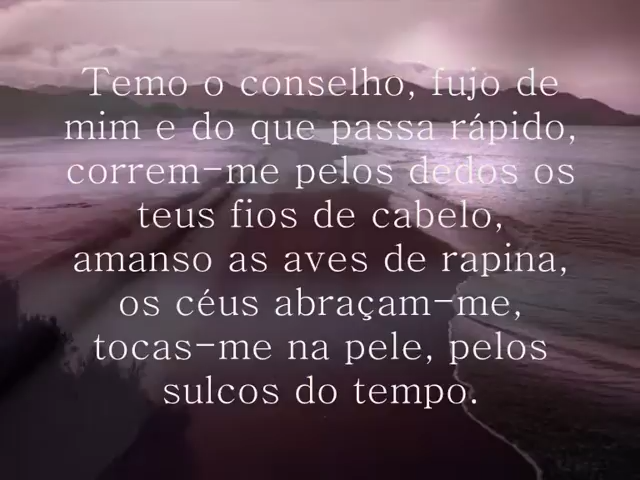 Temo o conselho, fujo de
mim e do que passa rápido,
correm-me pelos dedos os
teus fios de cabelo,
amanso as aves de rapina,
os céus abraçam-me,
tocas-me na pele, pelos
sulcos do tempo.